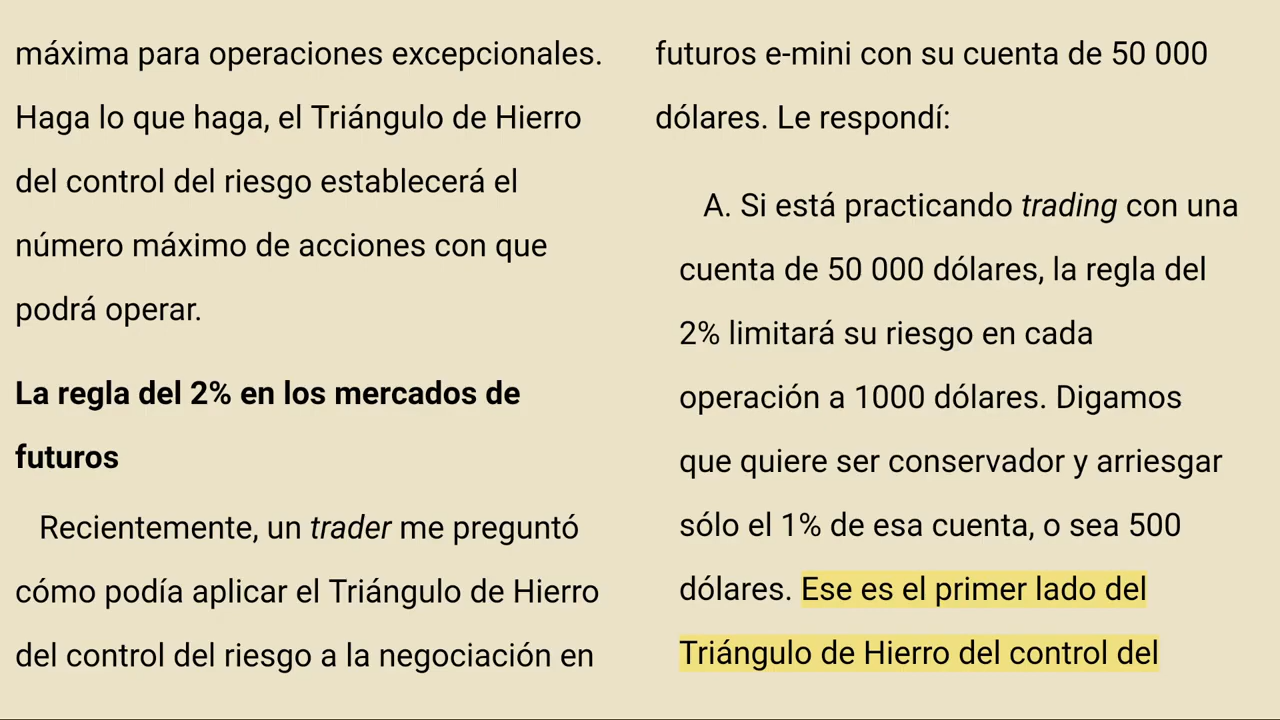 máxima para operaciones excepcionales.
Haga lo que haga, el Triángulo de Hierro
del control del riesgo establecerá el
número máximo de acciones con que
podrá operar.
La regla del 2% en los mercados de
futuros
Recientemente, un trader me preguntó
cómo podía aplicar el Triángulo de Hierro
del control del riesgo a la negociación en
futuros e-mini con su cuenta de 50 000
dólares. Le respondí:
A. Si está practicando trading con una
cuenta de 50 000 dólares, la regla del
2% limitará su riesgo en cada
operación a 1000 dólares. Digamos
que quiere ser conservador y arriesgar
sólo el 1% de esa cuenta, o sea 500
dólares. Ese es el primer lado del
Triángulo de Hierro del control del